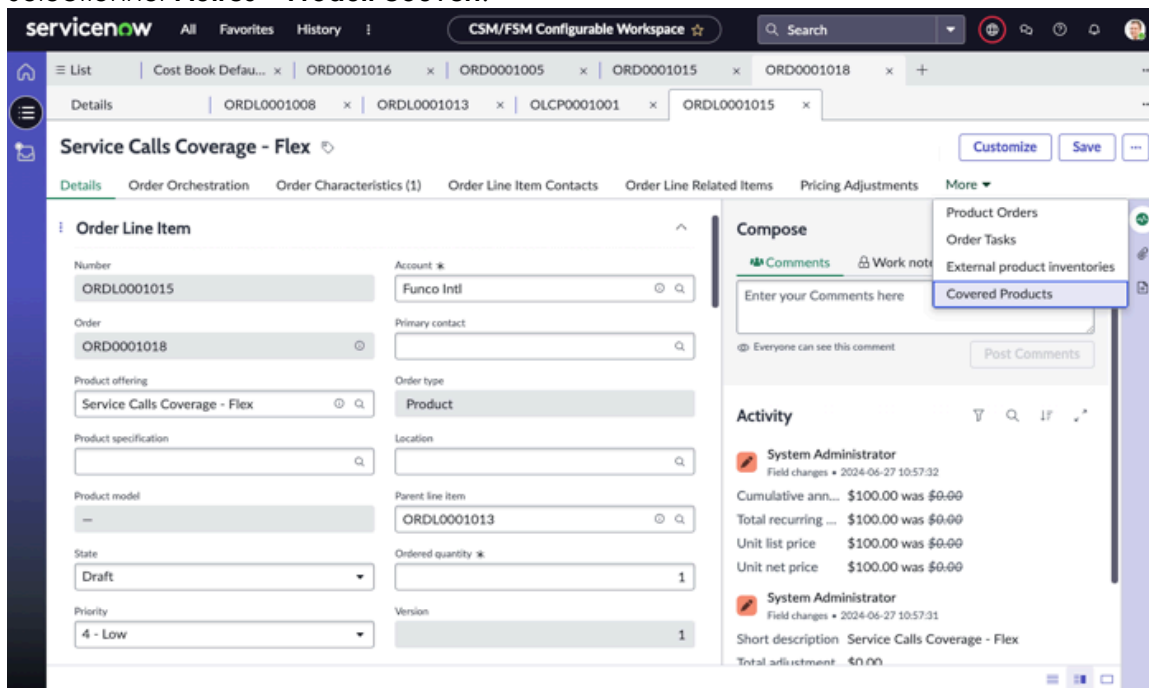 servicenow All Favorites History CSM/FSM Configurable Workspace Search
List Cost Book Defau... × ORD0001016 × ORD0001005 × ORD0001015 × ORD0001018 × +
Details ORDL0001008 × ORDL0001013 × OLCP0001001 × ORDL0001015 ×
Service Calls Coverage - Flex Customize Save ...
Details Order Orchestration Order Characteristics (1) Order Line Item Contacts Order Line Related Items Pricing Adjustments More
Product Orders
Order Tasks
External product inventories
Covered Products
Order Line Item
Number Account *
ORDL0001015 Funco Intl
Order Primary contact
ORD0001018
Product offering Order type
Service Calls Coverage - Flex Product
Product specification Location
Product model Parent line item
— ORDL0001013
State Ordered quantity *
Draft 1
Priority Version
4 - Low 1
Compose
Comments Work note
Enter your Comments here
Everyone can see this comment Post Comments
Activity
System Administrator
Field changes • 2024-06-27 10:57:32
Cumulative ann... $100.00 was $0.00
Total recurring ... $100.00 was $0.00
Unit list price $100.00 was $0.00
Unit net price $100.00 was $0.00
System Administrator
Field changes • 2024-06-27 10:57:31
Short description Service Calls Coverage - Flex
Total adjustment $0.00